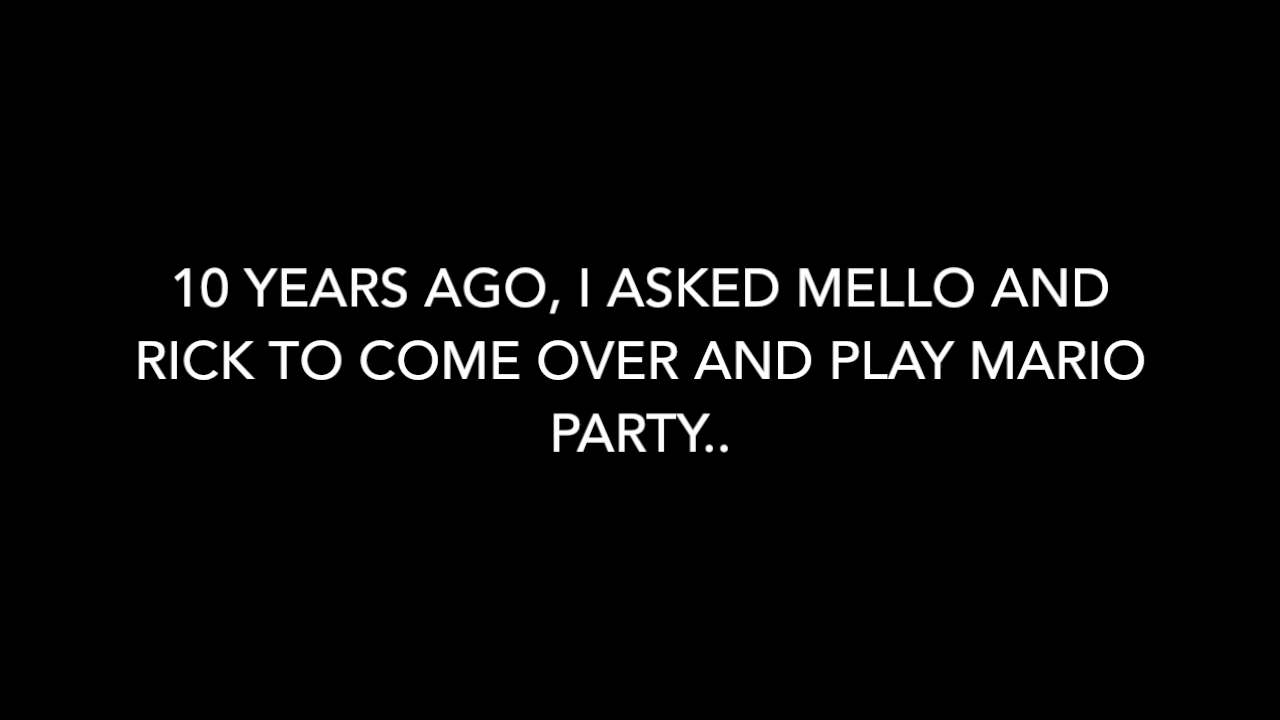 10 YEARS AGO, I ASKED MELLO AND
RICK TO COME OVER AND PLAY MARIO
PARTY..